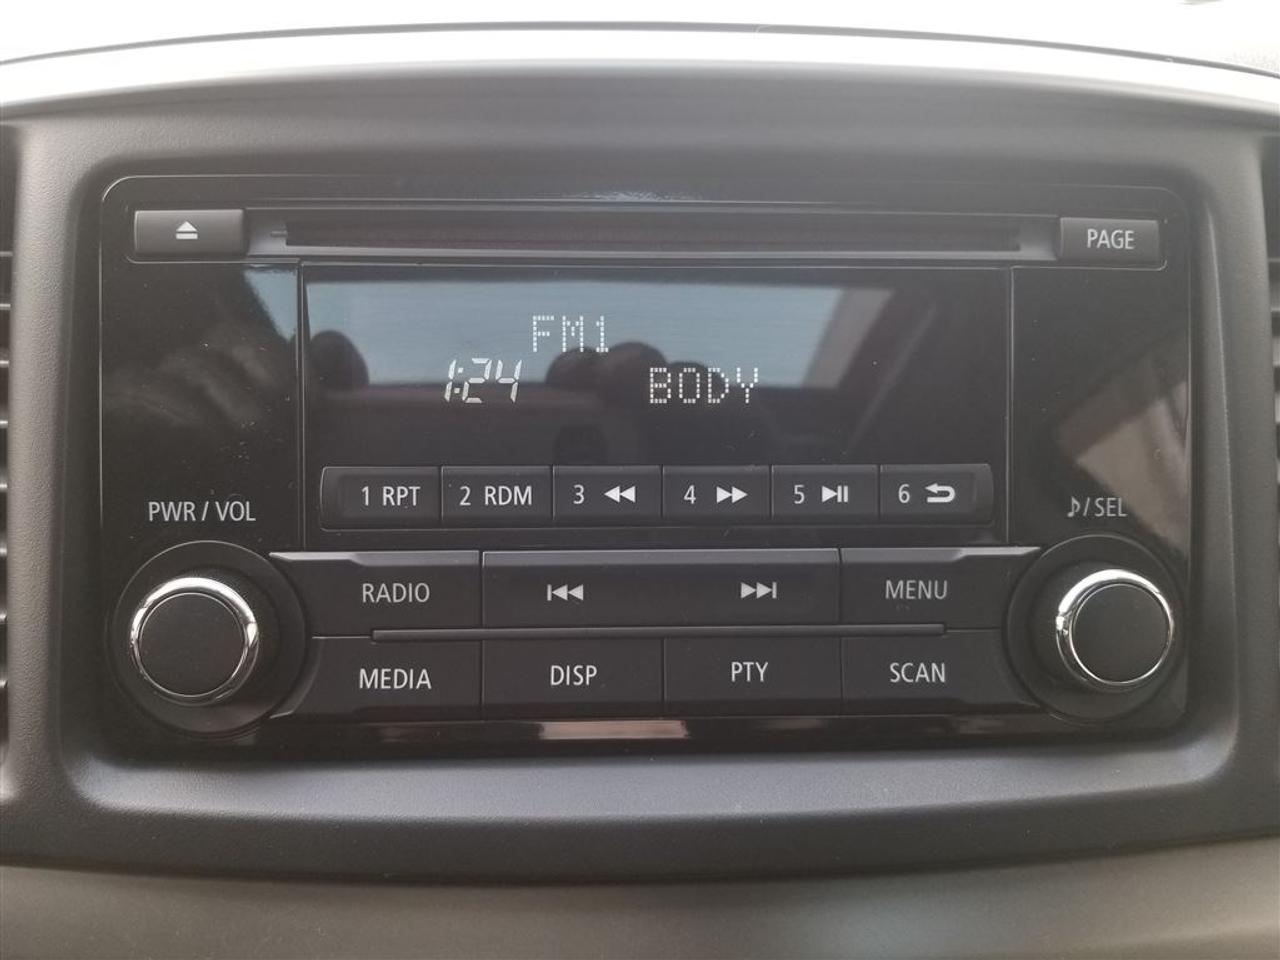 PAGE
FM1
1:24 BODY
1 RPT 2 RDM 3 4 5 6
PWR / VOL
/ SEL
RADIO MENU
MEDIA DISP PTY SCAN